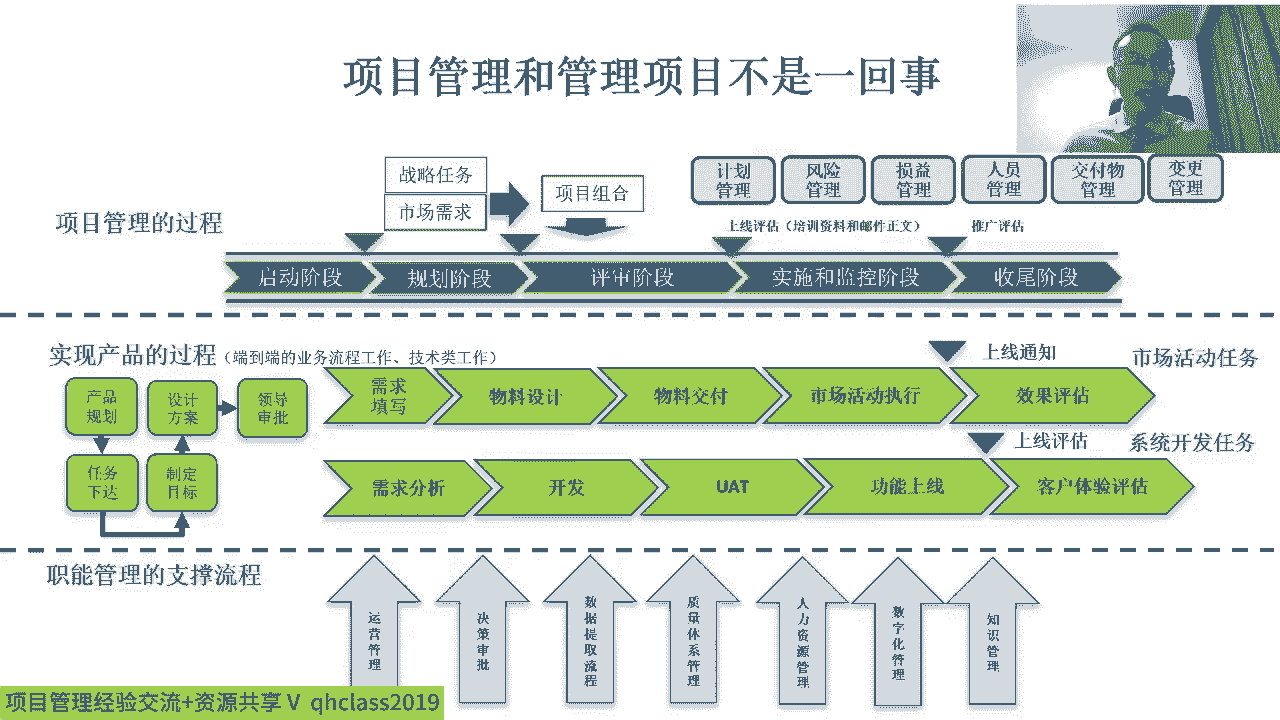 项目管理和管理项目不是一回事
战略任务
市场需求
项目组合
计划
管理
风险
管理
损益
管理
人员
管理
交付物
管理
变更
管理
项目管理的过程
上线评估（培训资料和邮件正文）
推广评估
启动阶段
规划阶段
评审阶段
实施和监控阶段
收尾阶段
实现产品的过程（端到端的业务流程工作、技术类工作）
上线通知
市场活动任务
产品
规划
设计
方案
领导
审批
任务
下达
制定
目标
需求
填写
物料设计
物料交付
市场活动执行
效果评估
上线评估
系统开发任务
需求分析
开发
UAT
功能上线
客户体验评估
职能管理的支撑流程
运营管理
决策审批
数据提取流程
质量体系管理
人力资源管理
数字化管理
知识管理
项目管理经验交流+资源共享 V qhclass2019